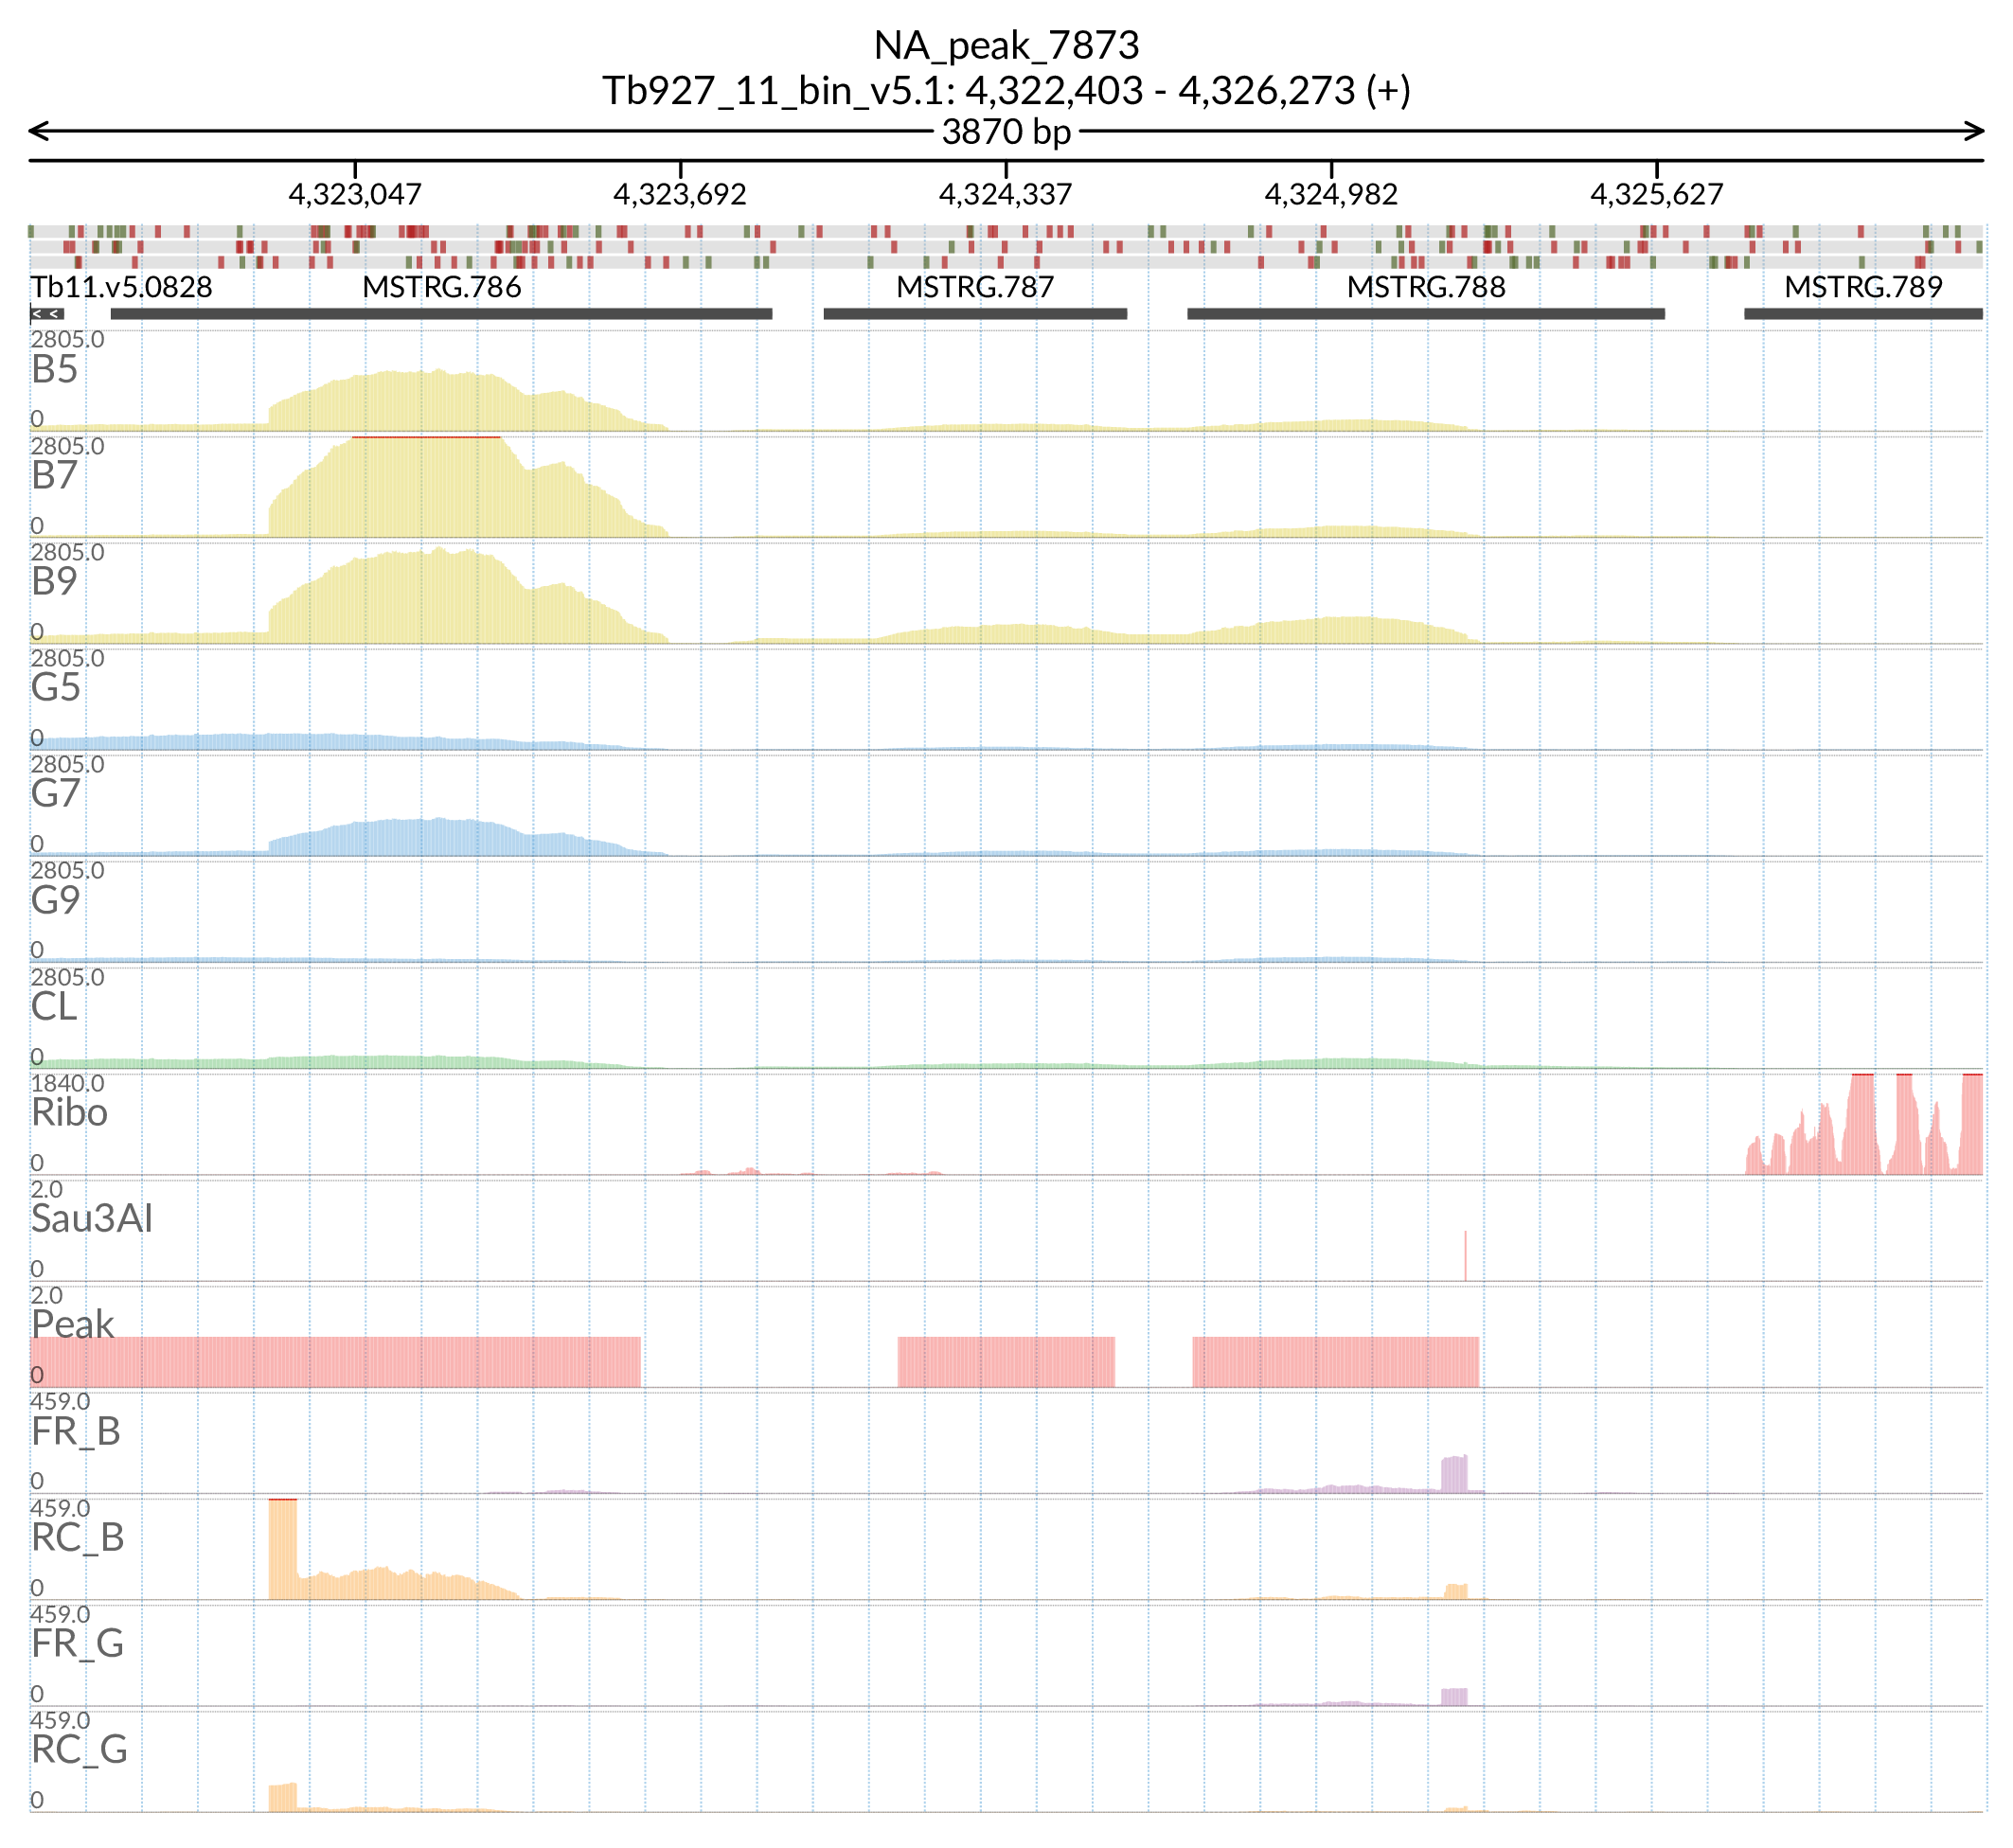 NA_peak_7873
Tb927_11_bin_v5.1: 4,322,403 - 4,326,273 (+)
3870 bp
4,323,047 4,323,692 4,324,337 4,324,982 4,325,627
Tb11.v5.0828 MSTRG.786 MSTRG.787 MSTRG.788 MSTRG.789
2805.0
B5
0
2805.0
B7
0
2805.0
B9
0
2805.0
G5
0
2805.0
G7
0
2805.0
G9
0
2805.0
CL
0
1840.0
Ribo
0
2.0
Sau3AI
0
2.0
Peak
0
459.0
FR_B
0
459.0
RC_B
0
459.0
FR_G
0
459.0
RC_G
0